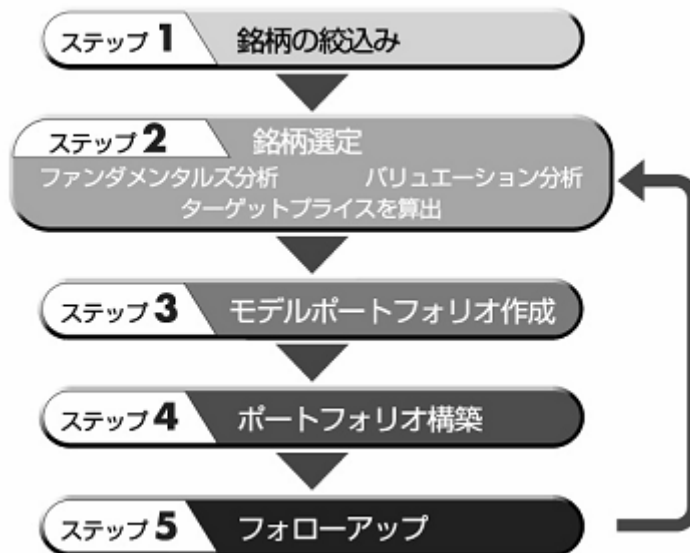 ステップ 1 銘柄の絞込み
ステップ 2 銘柄選定
ファンダメンタルズ分析 バリュエーション分析
ターゲットプライスを算出
ステップ 3 モデルポートフォリオ作成
ステップ 4 ポートフォリオ構築
ステップ 5 フォローアップ